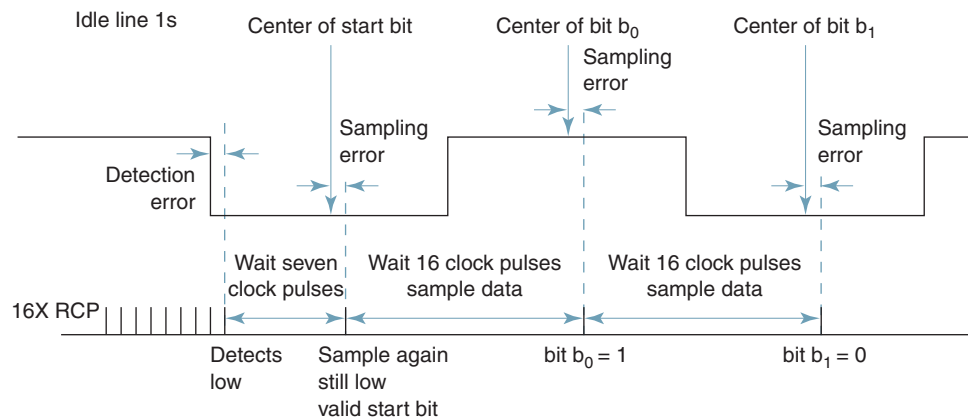 Idle line 1s
Center of start bit
Center of bit b₀
Center of bit b₁
Sampling
error
Sampling
error
Sampling
error
Detection
error
Wait seven
clock pulses
Wait 16 clock pulses
sample data
Wait 16 clock pulses
sample data
16X RCP
Detects
low
Sample again
still low
valid start bit
bit b₀ = 1
bit b₁ = 0